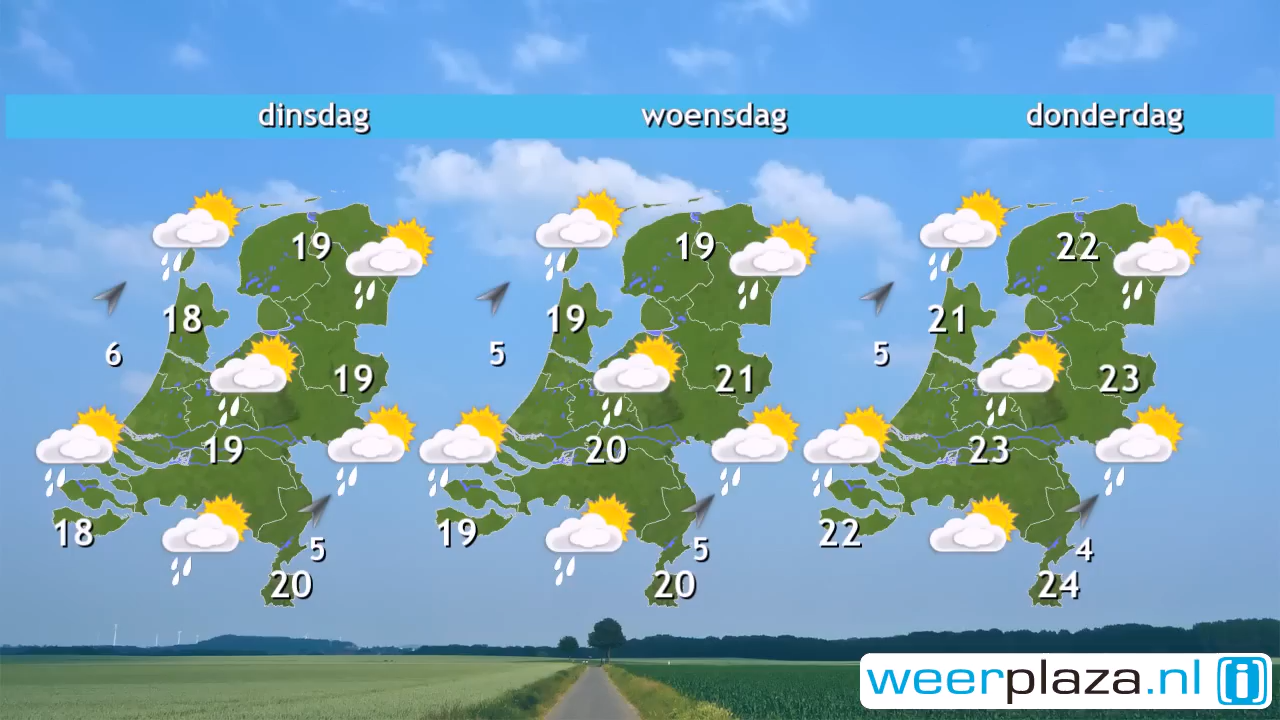 dinsdag woensdag donderdag
19 19 22
18 19 21
6 5 5
19 21 23
19 20 23
18 19 22
5 5 4
20 20 24
weerplaza.nl i